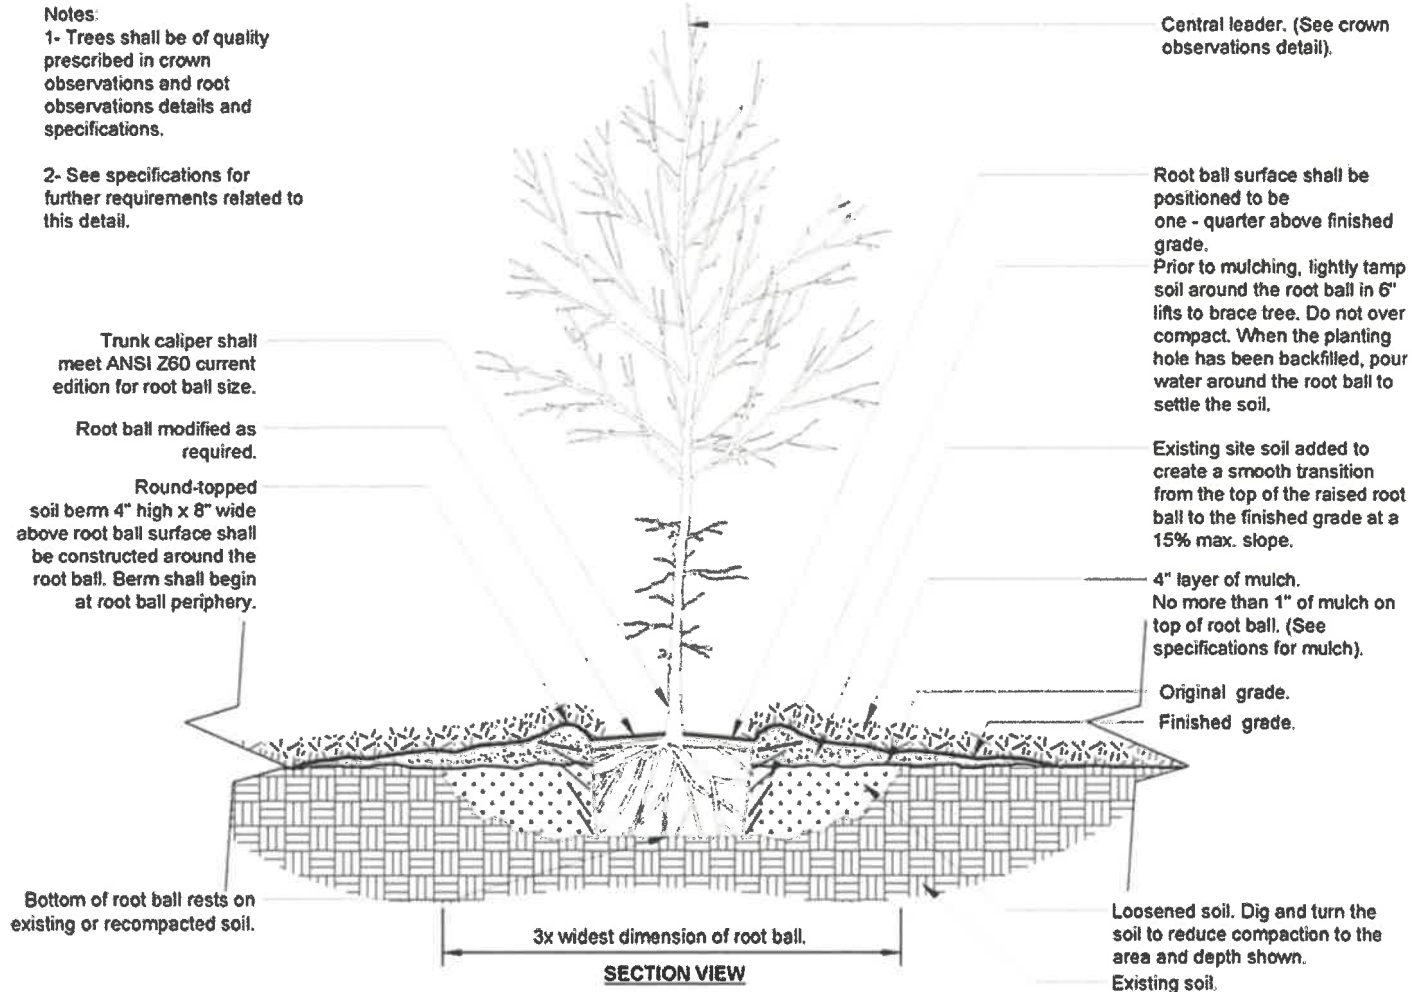 Notes:
1- Trees shall be of quality
prescribed in crown
observations and root
observations details and
specifications.
2- See specifications for
further requirements related to
this detail.
Central leader. (See crown
observations detail).
Root ball surface shall be
positioned to be
one - quarter above finished
grade.
Prior to mulching, lightly tamp
soil around the root ball in 6"
lifts to brace tree. Do not over
compact. When the planting
hole has been backfilled, pour
water around the root ball to
settle the soil.
Trunk caliper shall
meet ANSI Z60 current
edition for root ball size.
Root ball modified as
required.
Round-topped
soil berm 4" high x 8" wide
above root ball surface shall
be constructed around the
root ball. Berm shall begin
at root ball periphery.
Existing site soil added to
create a smooth transition
from the top of the raised root
ball to the finished grade at a
15% max. slope.
4" layer of mulch.
No more than 1" of mulch on
top of root ball. (See
specifications for mulch).
Original grade.
Finished grade.
Bottom of root ball rests on
existing or recompacted soil.
3x widest dimension of root ball.
SECTION VIEW
Loosened soil. Dig and turn the
soil to reduce compaction to the
area and depth shown.
Existing soil.